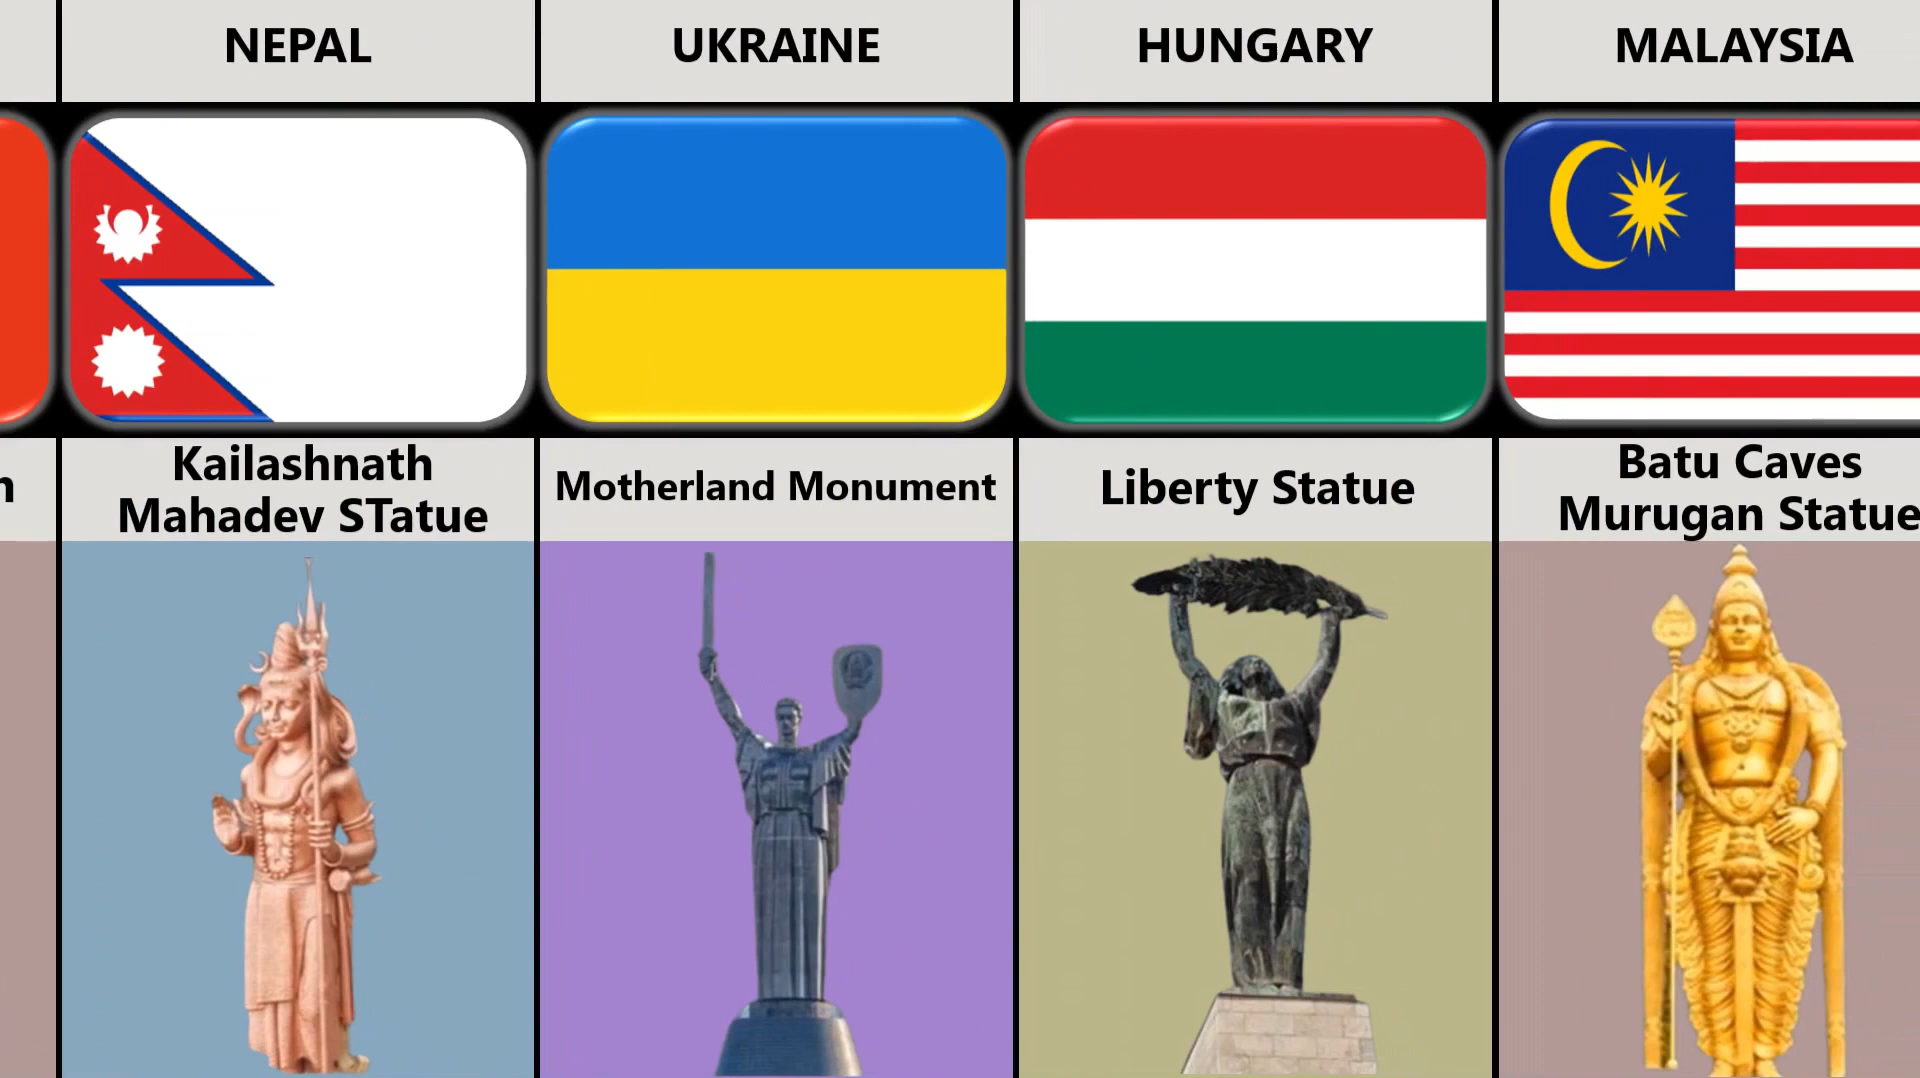 NEPAL
UKRAINE
HUNGARY
MALAYSIA
n
Kailashnath
Mahadev STatue
Motherland Monument
Liberty Statue
Batu Caves
Murugan Statue